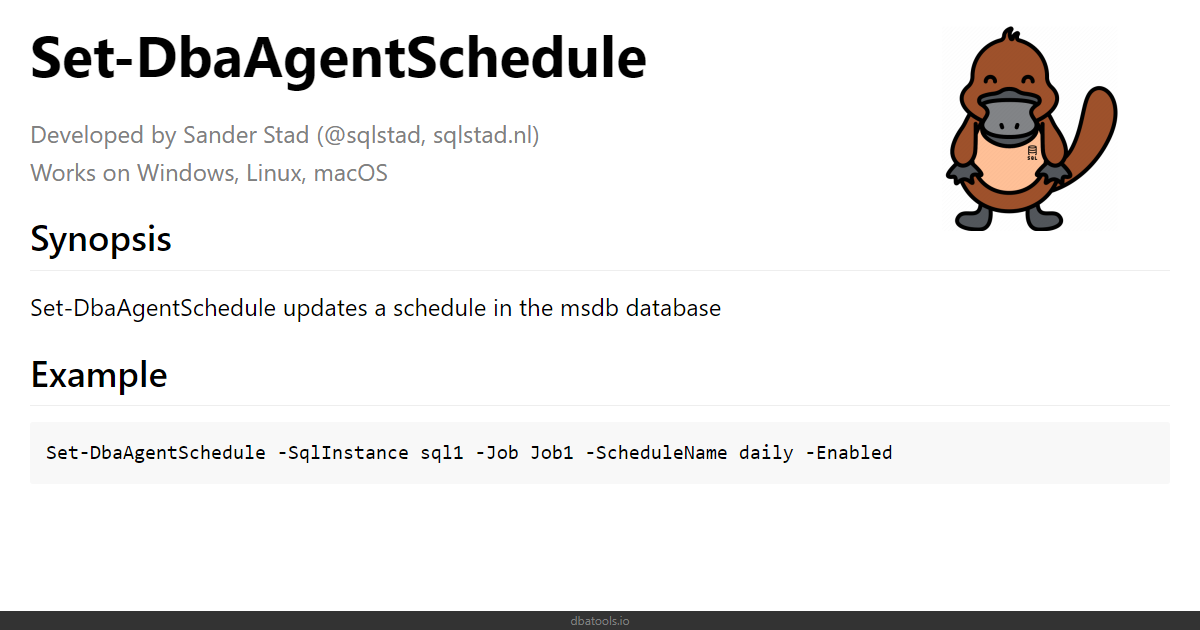 Set-DbaAgentSchedule
Developed by Sander Stad (@sqlstad, sqlstad.nl)
Works on Windows, Linux, macOS
SQL
Synopsis
Set-DbaAgentSchedule updates a schedule in the msdb database
Example
Set-DbaAgentSchedule -SqlInstance sql1 -Job Job1 -ScheduleName daily -Enabled
dbatools.io